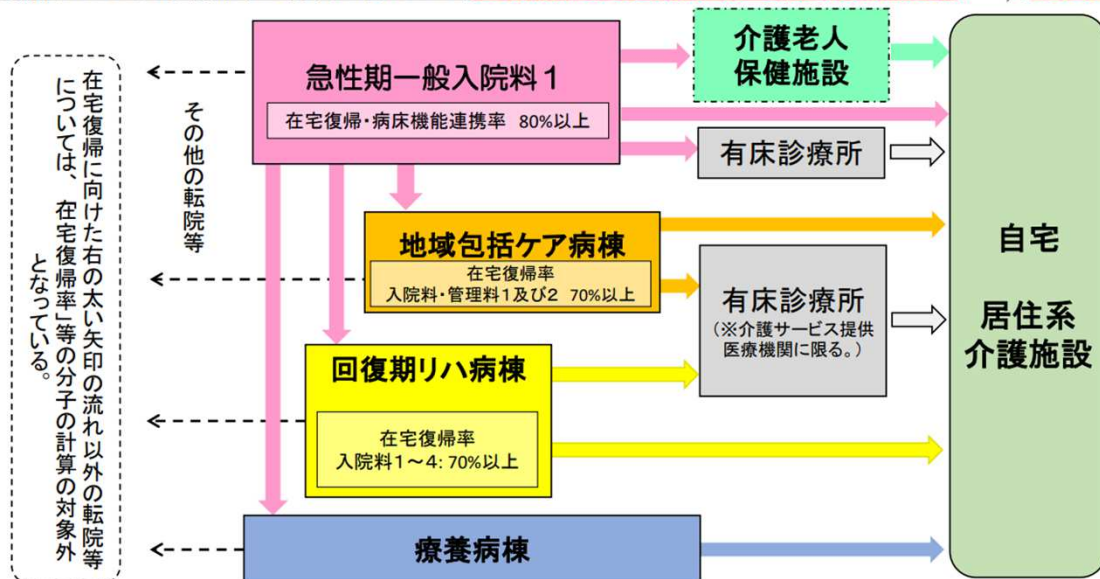 在宅復帰に向けた右の太い矢印の流れ以外の転院等
については、「在宅復帰率」等の分子の計算の対象外
となっている。
その他の転院等
急性期一般入院料1
在宅復帰・病床機能連携率 80%以上
介護老人
保健施設
有床診療所
地域包括ケア病棟
在宅復帰率
入院料・管理料1及び2 70%以上
有床診療所
(※介護サービス提供
医療機関に限る。)
回復期リハ病棟
在宅復帰率
入院料1～4:70%以上
療養病棟
自宅
居住系
介護施設